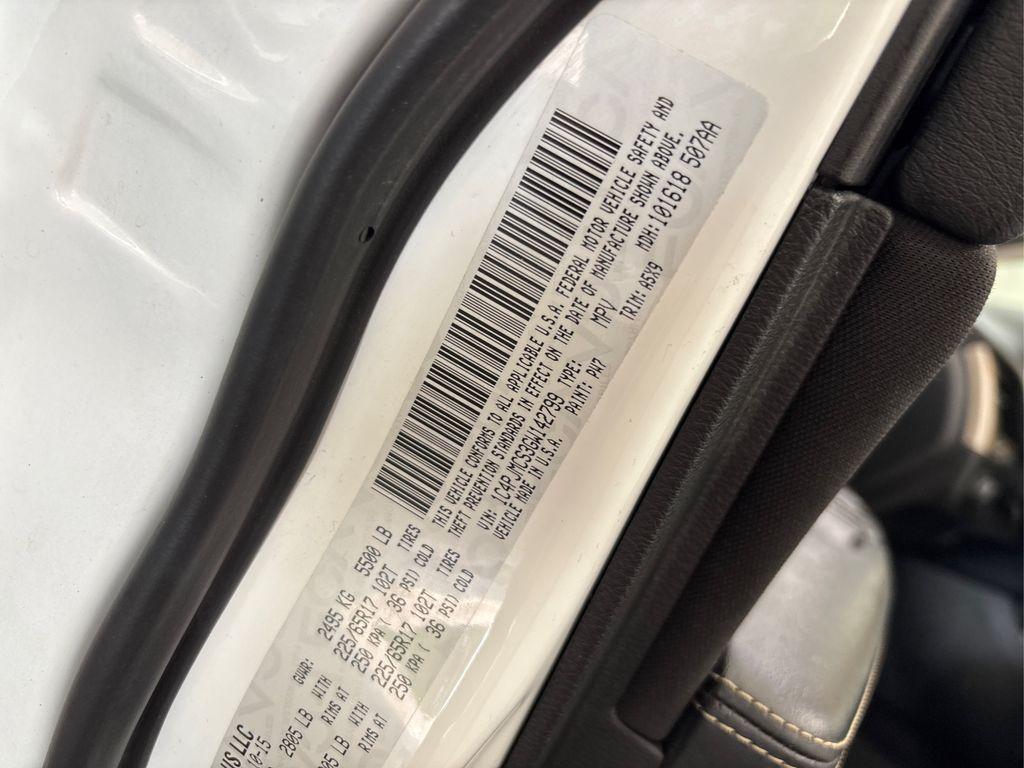 US LLC
10-15 GVWR: 2495 KG 5500 LB
2805 LB WITH 225/65R17 102T TIRES
RIMS AT 250 KPA ( 36 PSI) COLD
05 LB WITH 225/65R17 102T TIRES
RIMS AT 250 KPA ( 36 PSI) COLD
THIS VEHICLE CONFORMS TO ALL APPLICABLE U.S.A. FEDERAL MOTOR VEHICLE SAFETY AND
THEFT PREVENTION STANDARDS IN EFFECT ON THE DATE OF MANUFACTURE SHOWN ABOVE.
VIN: 1C4PJMCS3GW142799 TYPE: MPV MDH:101618 507AA
VEHICLE MADE IN U.S.A. PAINT: PW7 TRIM: A5X9